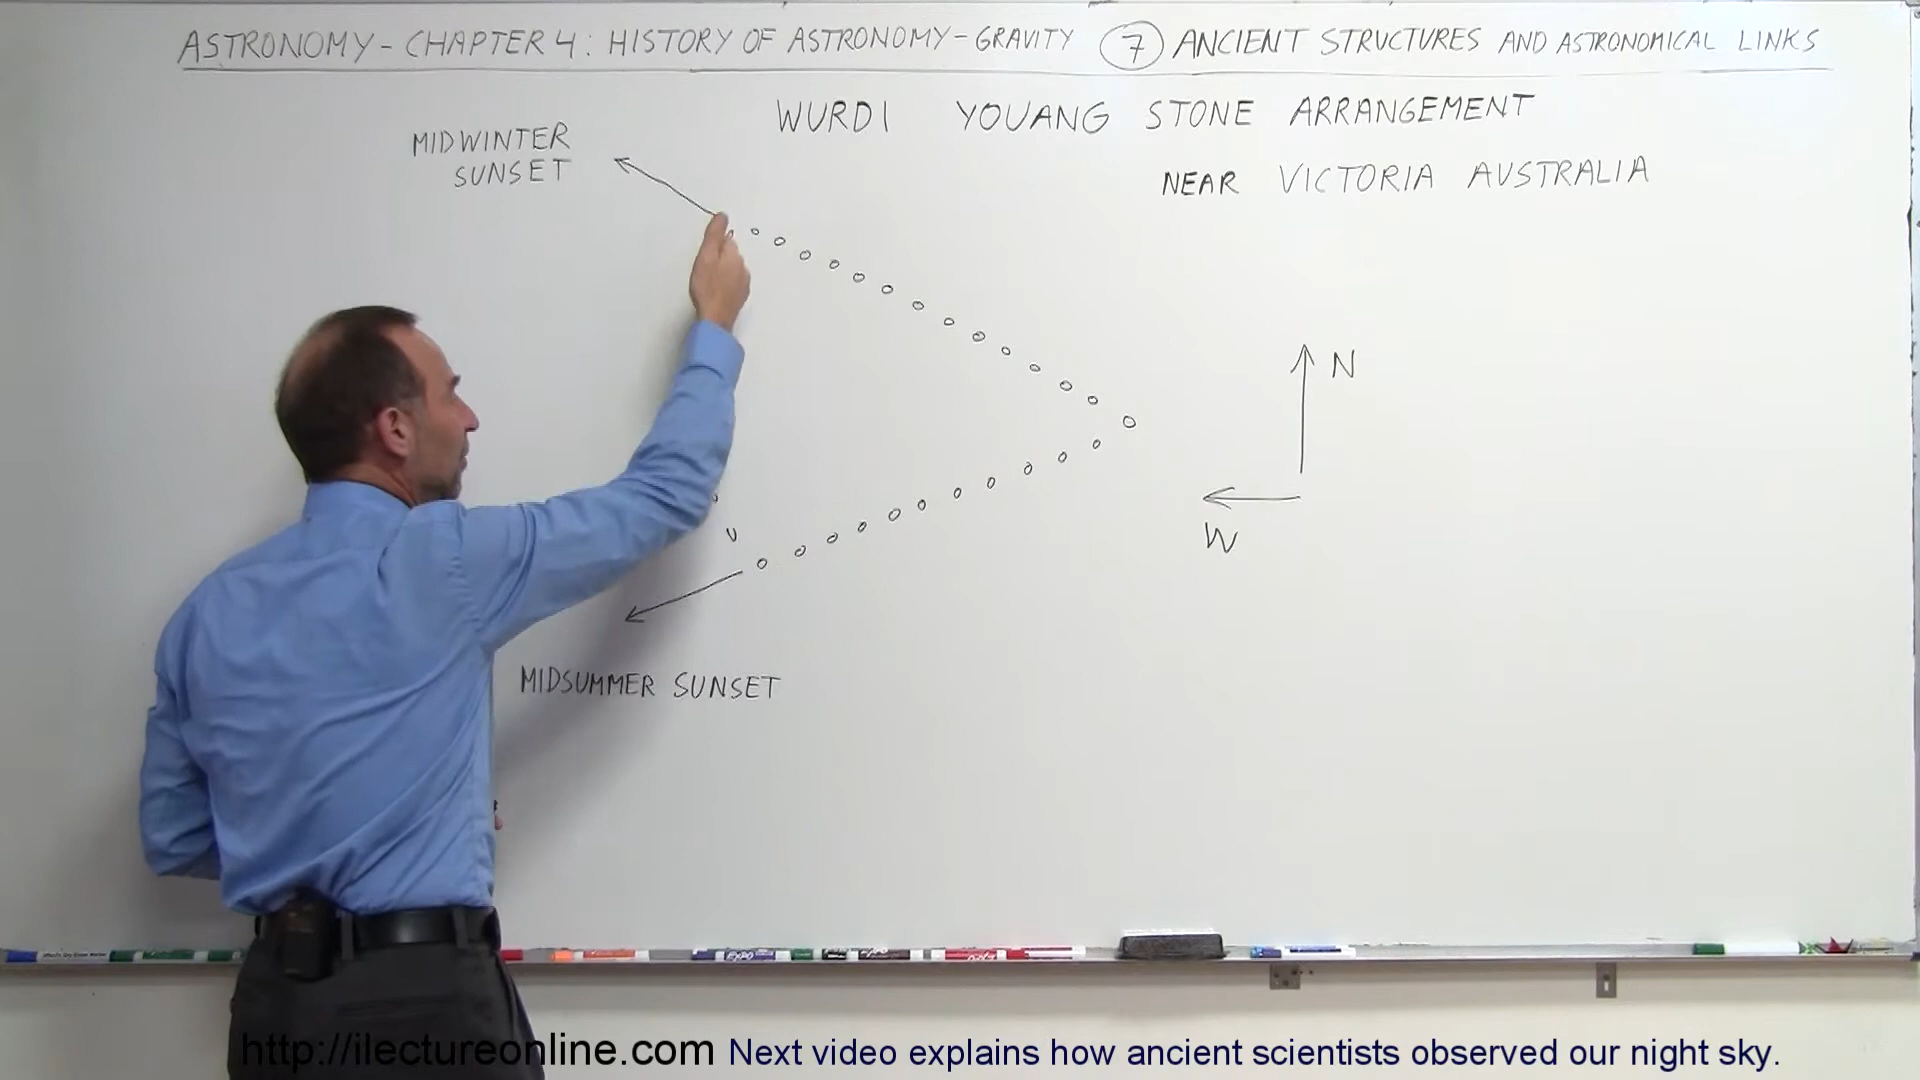 ASTRONOMY - CHAPTER 4: HISTORY OF ASTRONOMY - GRAVITY 7 ANCIENT STRUCTURES AND ASTRONOMICAL LINKS
WURDI YOUANG STONE ARRANGEMENT
NEAR VICTORIA AUSTRALIA
MIDWINTER
SUNSET
N
W
MIDSUMMER SUNSET
EXPO
http://ilectureonline.com Next video explains how ancient scientists observed our night sky.